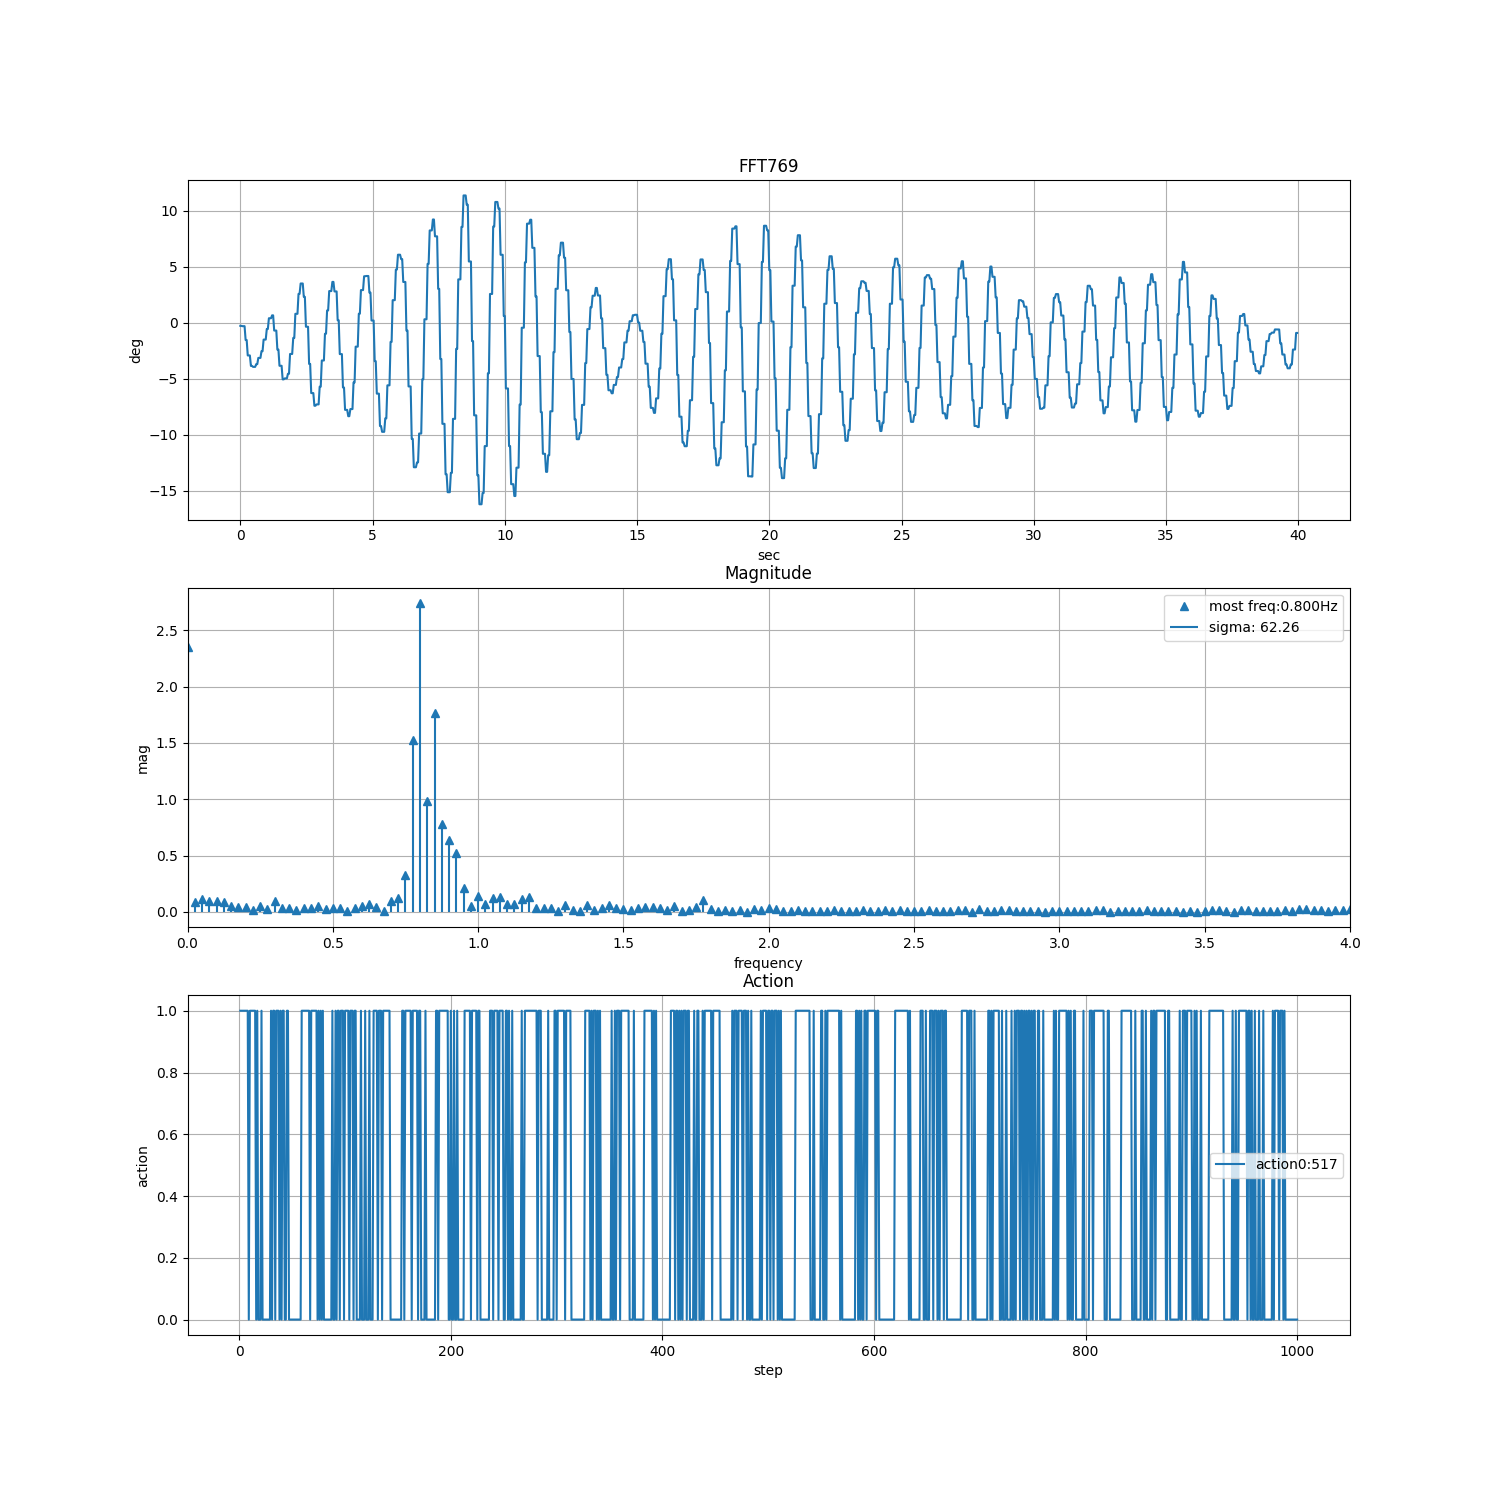 FFT769
10
5
0
−5
−10
−15
deg
0 5 10 15 20 25 30 35 40
sec
Magnitude
most freq:0.800Hz
sigma: 62.26
2.5
2.0
1.5
1.0
0.5
0.0
mag
0.0 0.5 1.0 1.5 2.0 2.5 3.0 3.5 4.0
frequency
Action
1.0
0.8
0.6
0.4
0.2
0.0
action
action0:517
0 200 400 600 800 1000
step